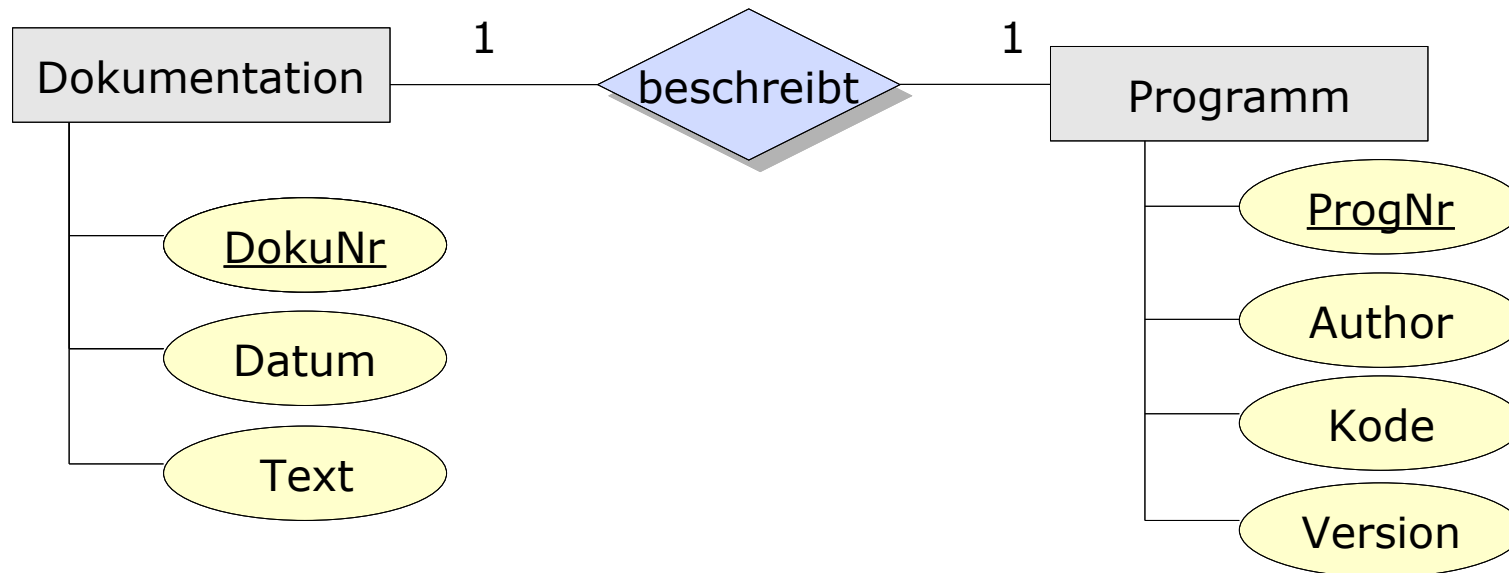 Dokumentation
1
beschreibt
1
Programm
DokuNr
Datum
Text
ProgNr
Author
Kode
Version